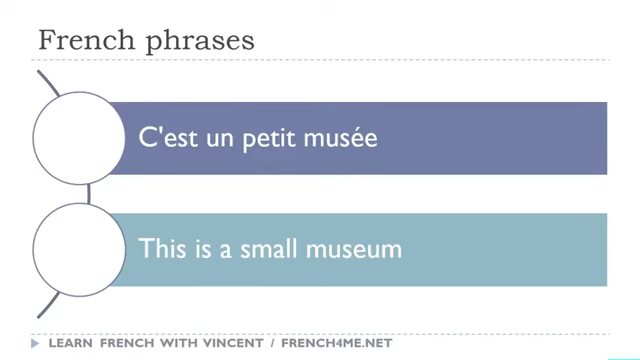 French phrases
C'est un petit musée
This is a small museum
LEARN FRENCH WITH VINCENT / FRENCH4ME.NET